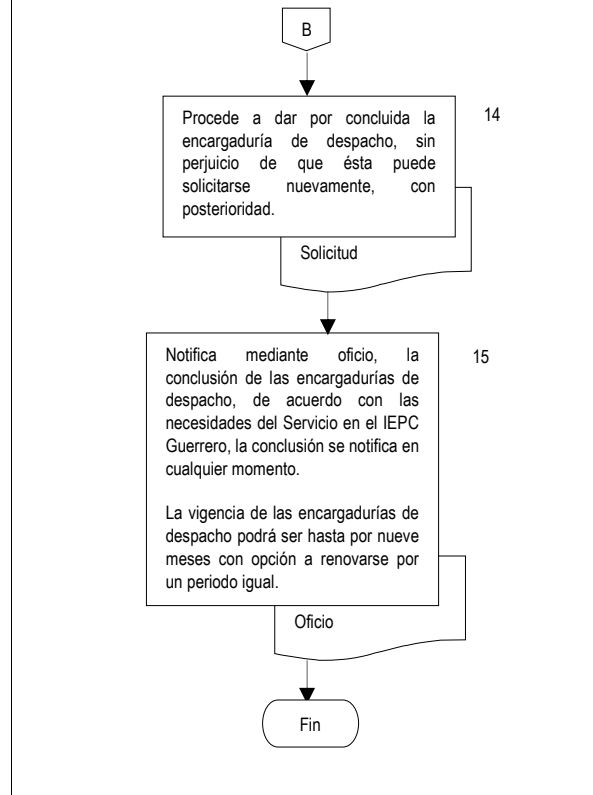 B
Procede a dar por concluida la
14
encargaduría de despacho, sin
perjuicio de que ésta puede
solicitarse nuevamente, con
posterioridad.
Solicitud
Notifica mediante oficio, la
15
conclusión de las encargadurías de
despacho, de acuerdo con las
necesidades del Servicio en el IEPC
Guerrero, la conclusión se notifica en
cualquier momento.
La vigencia de las encargadurías de
despacho podrá ser hasta por nueve
meses con opción a renovarse por
un periodo igual.
Oficio
Fin